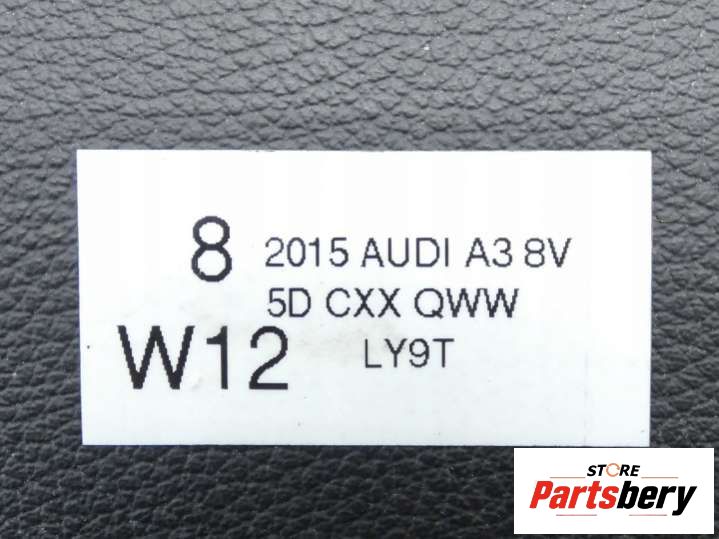 8 2015 AUDI A3 8V
5D CXX QWW
W12 LY9T
STORE
Partsbery